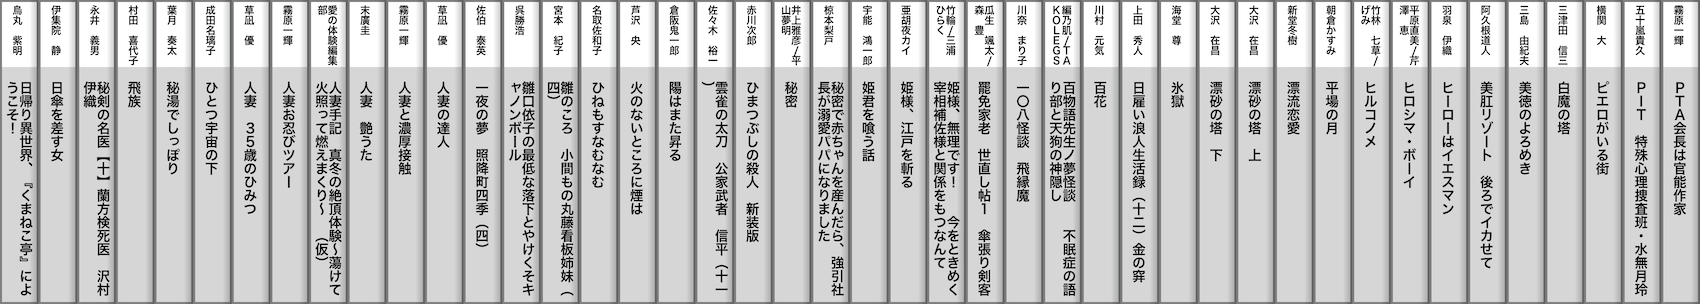 霧原一輝
ＰＴＡ会長は官能作家
五十嵐貴久
ＰＩＴ　特殊心理捜査班・水無月玲
横関　大
ピエロがいる街
三津田　信三
白魔の塔
三島　由紀夫
美徳のよろめき
阿久根道人
美肛リゾート　後ろでイカせて
羽泉　伊織
ヒーローはイエスマン
平原直美/芹
澤　恵
ヒロシマ・ボーイ
竹林　七草/
げみ
ヒルコノメ
朝倉かすみ
平場の月
新堂冬樹
漂流恋愛
大沢　在昌
漂砂の塔　上
大沢　在昌
漂砂の塔　下
海堂　尊
氷獄
上田　秀人
日雇い浪人生活録（十二）金の穽
川村　元気
百花
編乃肌/ＴＡ
ＫＯＬＥＧＳ
百物語先生ノ夢怪談　不眠症の語
り部と天狗の神隠し
川奈　まり子
一〇八怪談　飛縁魔
瓜生　颯太/
森　豊
罷免家老　世直し帖１　傘張り剣客
竹輪/三浦
ひらく
姫様、無理です！　今をときめく
宰相補佐様と関係をもつなんて
亜胡夜カイ
姫様、江戸を斬る
宇能　鴻一郎
姫君を喰う話
椋本梨戸
秘密で赤ちゃんを産んだら、強引社
長が溺愛パパになりました
井上雅彦/平
山夢明
秘密
赤川次郎
ひまつぶしの殺人　新装版
佐々木　裕一
雲雀の太刀　公家武者　信平（十一
）
倉阪鬼一郎
陽はまた昇る
芦沢　央
火のないところに煙は
名取佐和子
ひねもすなむなむ
宮本　紀子
雛のころ　小間もの丸藤看板姉妹（
四）
呉勝浩
雛口依子の最低な落下とやけくそキ
ャノンボール
佐伯　泰英
一夜の夢　照降町四季（四）
草凪　優
人妻の達人
霧原一輝
人妻と濃厚接触
末廣圭
人妻　艶うた
愛の体験編集
部
人妻手記　真冬の絶頂体験～蕩けて
火照って燃えまくり～（仮）
霧原一輝
人妻お忍びツアー
草凪　優
人妻　３５歳のひみつ
成田名璃子
ひとつ宇宙の下
葉月　奏太
秘湯でしっぽり
村田　喜代子
飛族
永井　義男
秘剣の名医【十】蘭方検死医　沢村
伊織
伊集院　静
日傘を差す女
烏丸　紫明
日帰り異世界、『くまねこ亭』によ
うこそ！